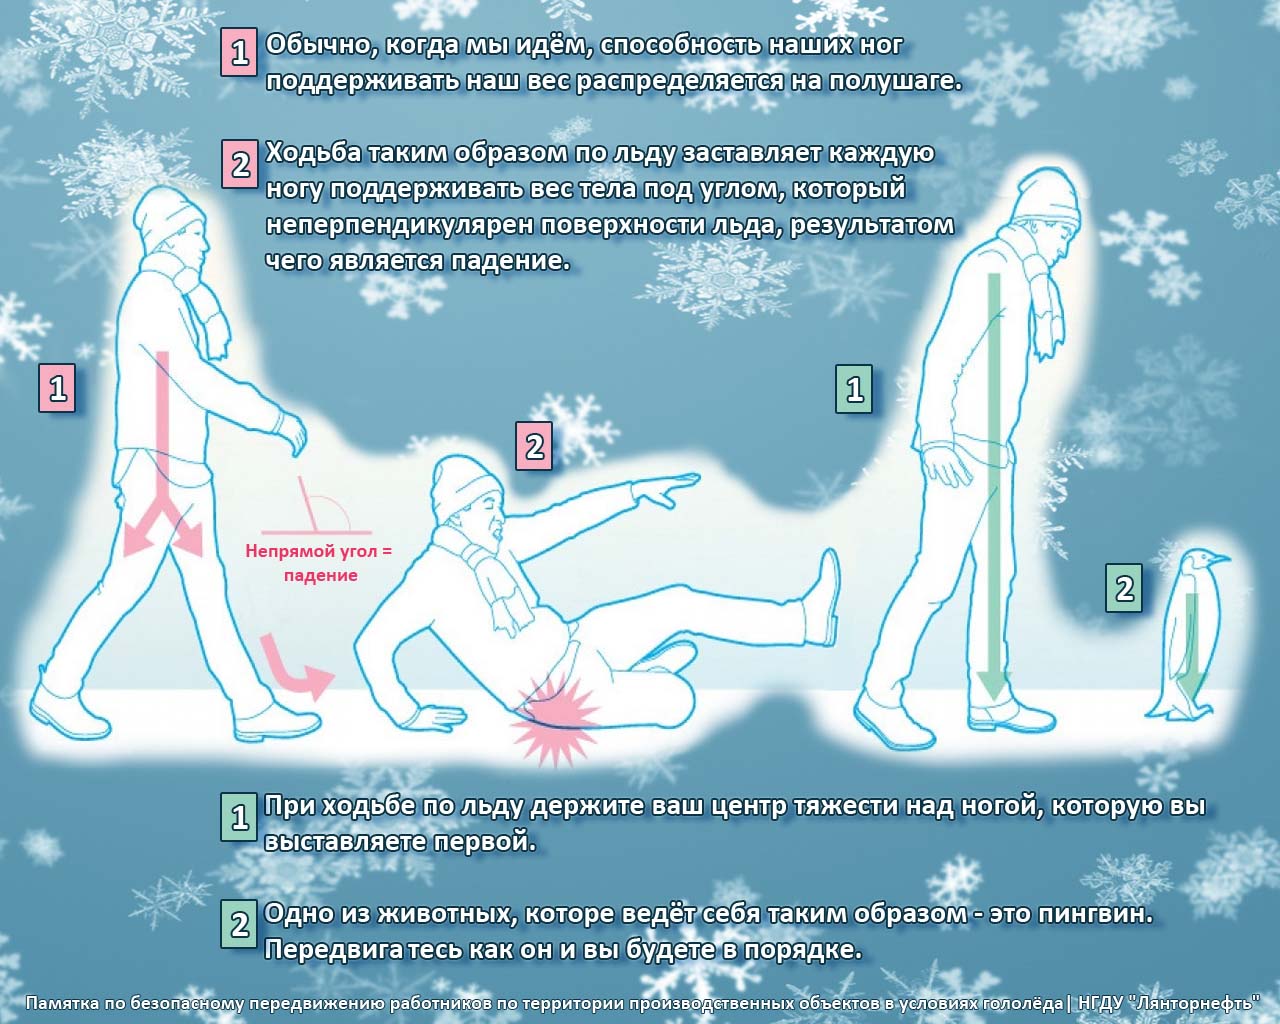 1 Обычно, когда мы идём, способность наших ног
поддерживать наш вес распределяется на полушаге.
2 Ходьба таким образом по льду заставляет каждую
ногу поддерживать вес тела под углом, который
неперпендикулярен поверхности льда, результатом
чего является падение.
1
2
1
2
Непрямой угол =
падение
1 При ходьбе по льду держите ваш центр тяжести над ногой, которую вы
выставляете первой.
2 Одно из животных, которе ведёт себя таким образом - это пингвин.
Передвига тесь как он и вы будете в порядке.
Памятка по безопасному передвижению работников по территории производственных объектов в условиях гололёда| НГДУ "Лянторнефть"